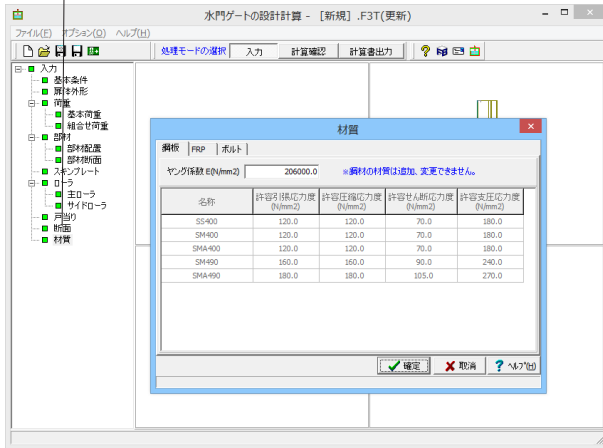 水門ゲートの設計計算 - [新規] .F3T(更新)
ファイル(F) オプション(O) ヘルプ(H)
処理モードの選択 入力 計算確認 計算書出力
入力
基本条件
扉体外形
荷重
基本荷重
組合せ荷重
部材
部材配置
部材断面
スキンプレート
ローラ
主ローラ
サイドローラ
戸当り
断面
材質
材質
鋼板 FRP ボルト
ヤング係数 E(N/mm2) 206000.0 ※鋼材の材質は追加、変更できません。
名称 許容引張応力度 (N/mm2) 許容圧縮応力度 (N/mm2) 許容せん断応力度 (N/mm2) 許容支圧応力度 (N/mm2)
SS400 120.0 120.0 70.0 180.0
SM400 120.0 120.0 70.0 180.0
SMA400 120.0 120.0 70.0 180.0
SM490 160.0 160.0 90.0 240.0
SMA490 180.0 180.0 105.0 270.0
確定 取消 ? ヘルプ(H)